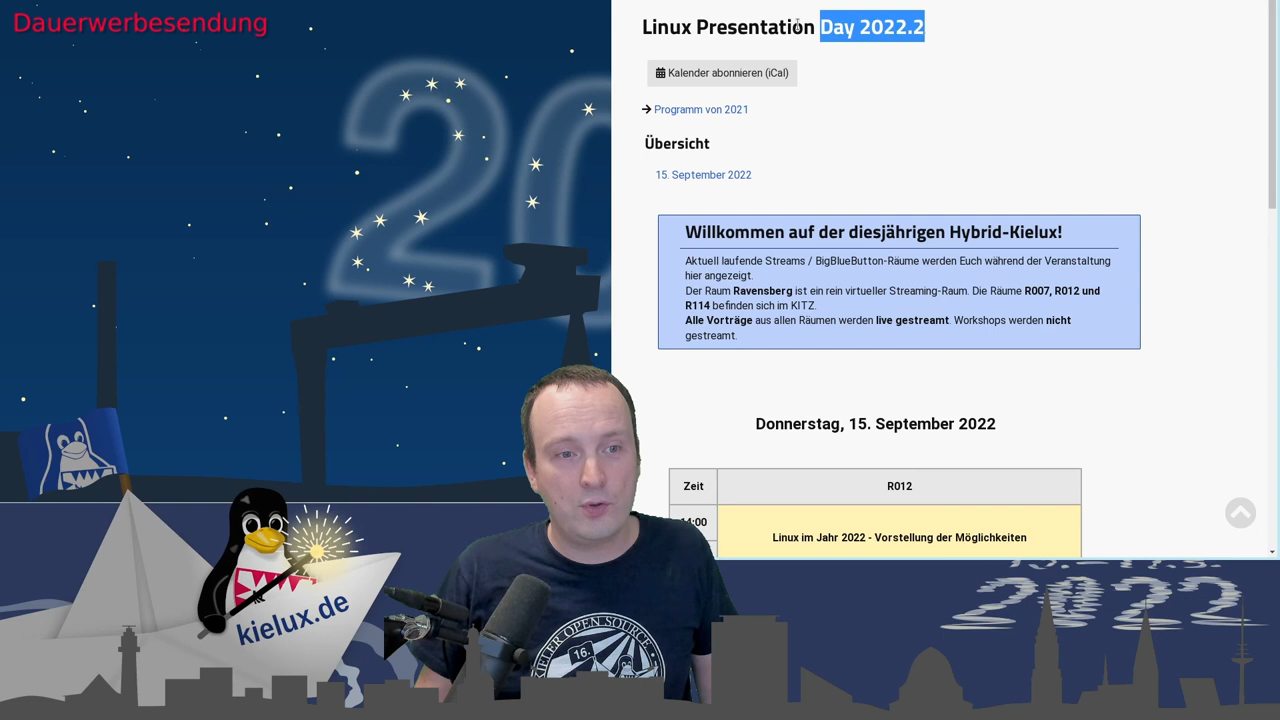 Dauerwerbesendung
Linux Presentation Day 2022.2
Kalender abonnieren (iCal)
Programm von 2021
Übersicht
15. September 2022
Willkommen auf der diesjährigen Hybrid-Kielux!
Aktuell laufende Streams / BigBlueButton-Räume werden Euch während der Veranstaltung
hier angezeigt.
Der Raum Ravensberg ist ein rein virtueller Streaming-Raum. Die Räume R007, R012 und
R114 befinden sich im KITZ.
Alle Vorträge aus allen Räumen werden live gestreamt. Workshops werden nicht
gestreamt.
Donnerstag, 15. September 2022
Zeit R012
14:00
Linux im Jahr 2022 - Vorstellung der Möglichkeiten
20
kielux.de
2022
KIELER OPEN SOURCE
16.